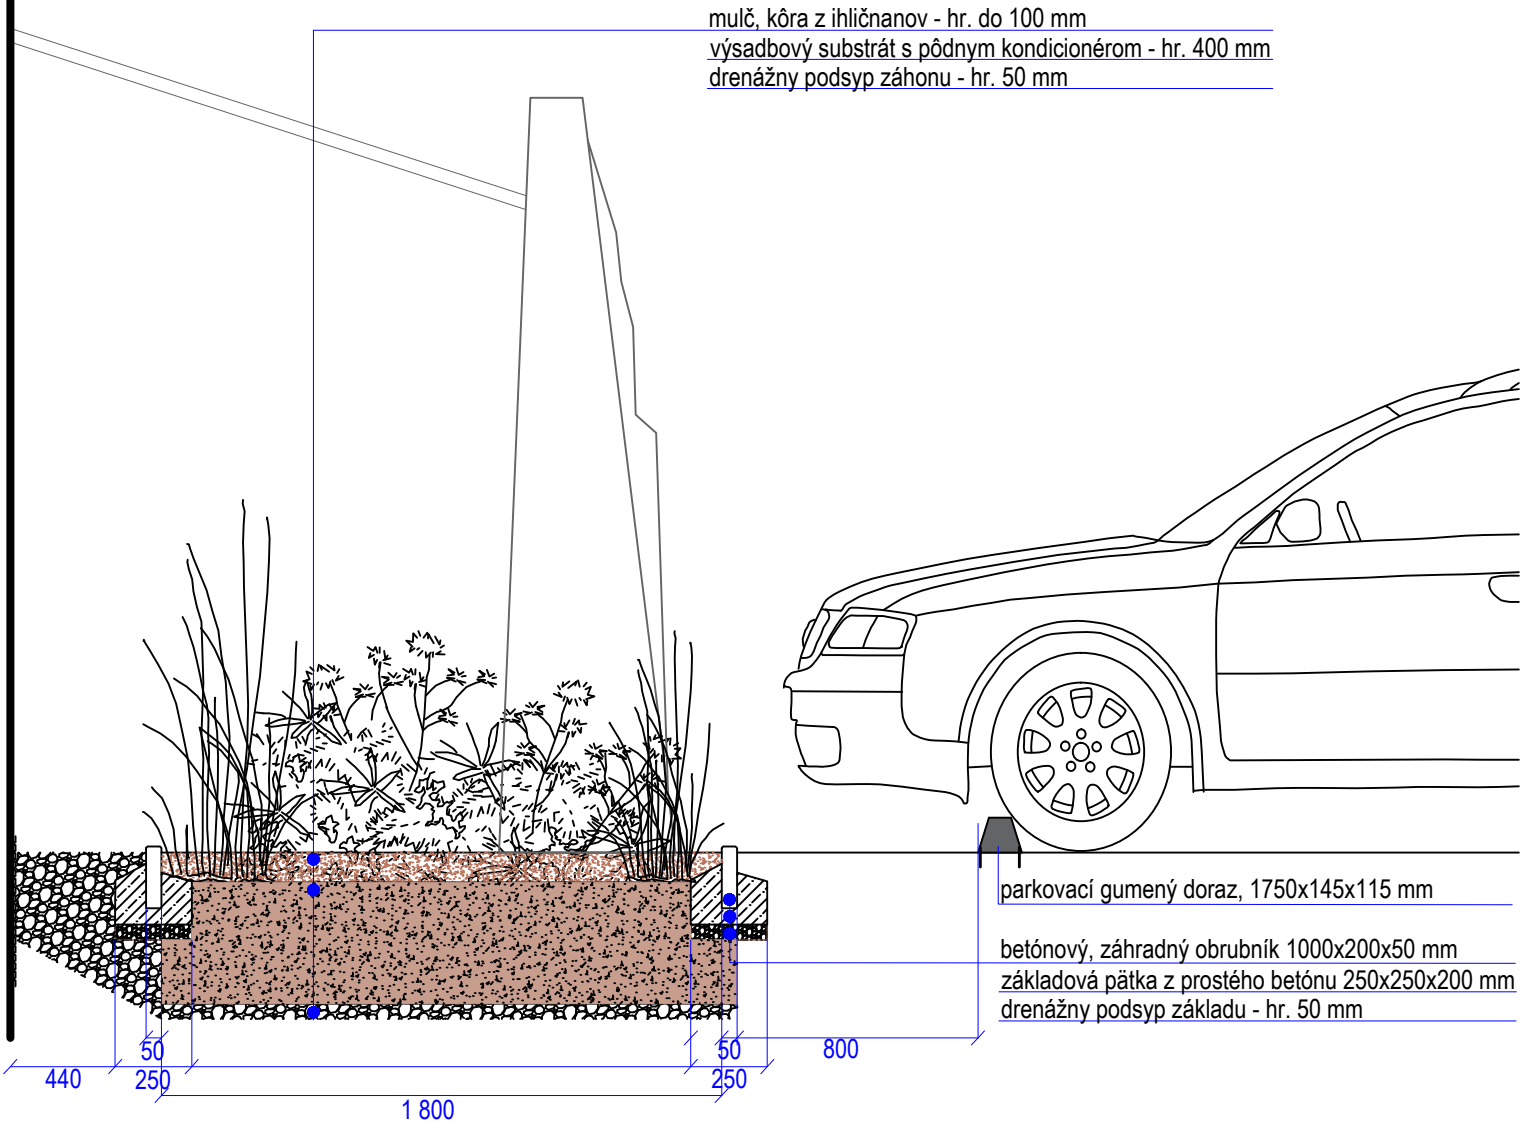 mulč, kôra z ihličnanov - hr. do 100 mm
výsadbový substrát s pôdnym kondicionérom - hr. 400 mm
drenážny podsyp záhonu - hr. 50 mm
parkovací gumený doraz, 1750x145x115 mm
betónový, záhradný obrubník 1000x200x50 mm
základová pätka z prostého betónu 250x250x200 mm
drenážny podsyp základu - hr. 50 mm
50 50 800
440 250 250
1 800